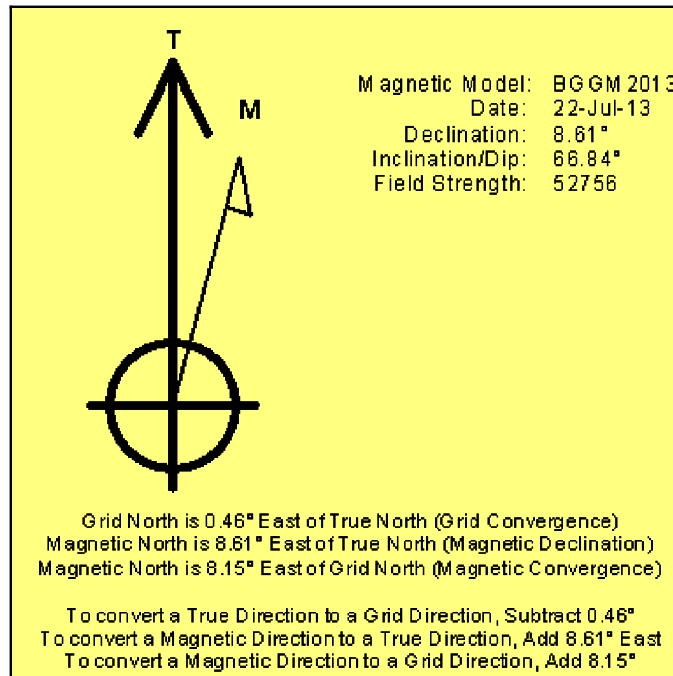 T
M
Magnetic Model: BGGM 2013
Date: 22-Jul-13
Declination: 8.61°
Inclination/Dip: 66.84°
Field Strength: 52756
Grid North is 0.46° East of True North (Grid Convergence)
Magnetic North is 8.61° East of True North (Magnetic Declination)
Magnetic North is 8.15° East of Grid North (Magnetic Convergence)
To convert a True Direction to a Grid Direction, Subtract 0.46°
To convert a Magnetic Direction to a True Direction, Add 8.61° East
To convert a Magnetic Direction to a Grid Direction, Add 8.15°